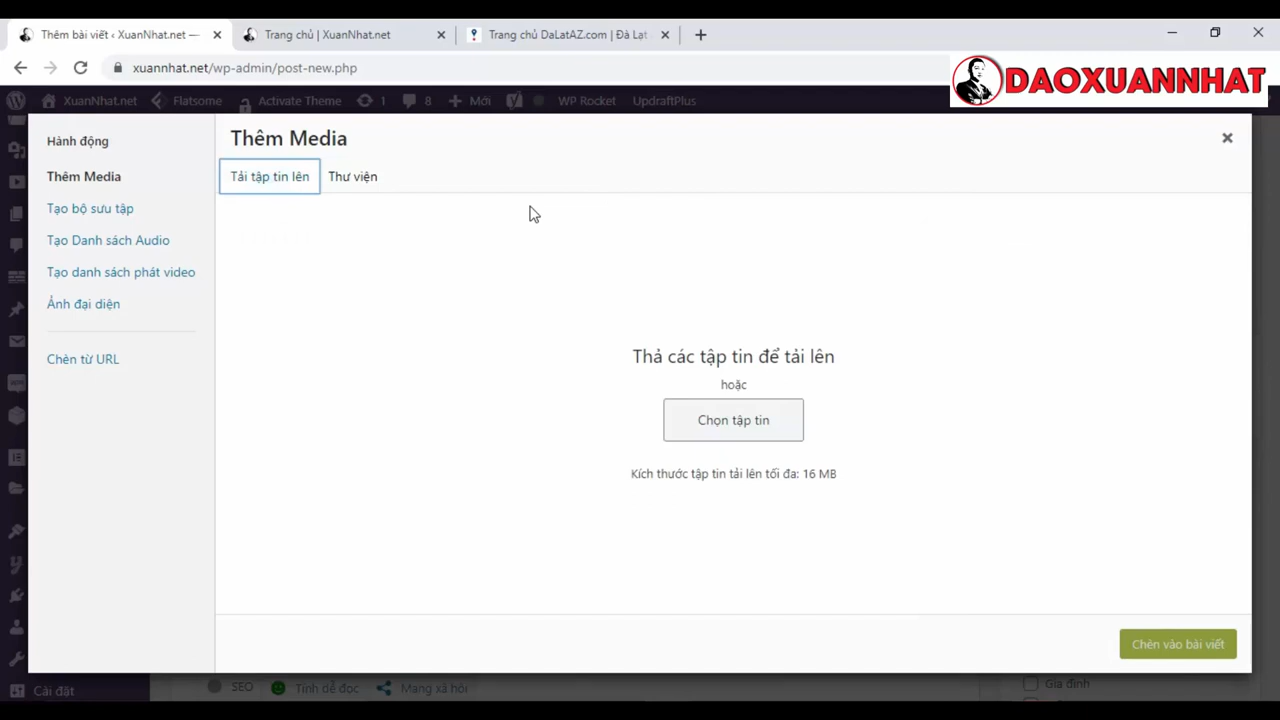 Thêm bài viết ‹ XuanNhat.net —
Trang chủ | XuanNhat.net
Trang chủ DaLatAZ.com | Đà Lạt
xuannhat.net/wp-admin/post-new.php
DAOXUANNHAT
XuanNhat.net
Flatsome
Activate Theme
1
8
Mới
WP Rocket
UpdraftPlus
Hành động
Thêm Media
Tạo bộ sưu tập
Tạo Danh sách Audio
Tạo danh sách phát video
Ảnh đại diện
Chèn từ URL
Thêm Media
Tải tập tin lên
Thư viện
Thả các tập tin để tải lên
hoặc
Chọn tập tin
Kích thước tập tin tải lên tối đa: 16 MB
Chèn vào bài viết
Cài đặt
SEO
Tính dễ đọc
Mạng xã hội
Gia đình